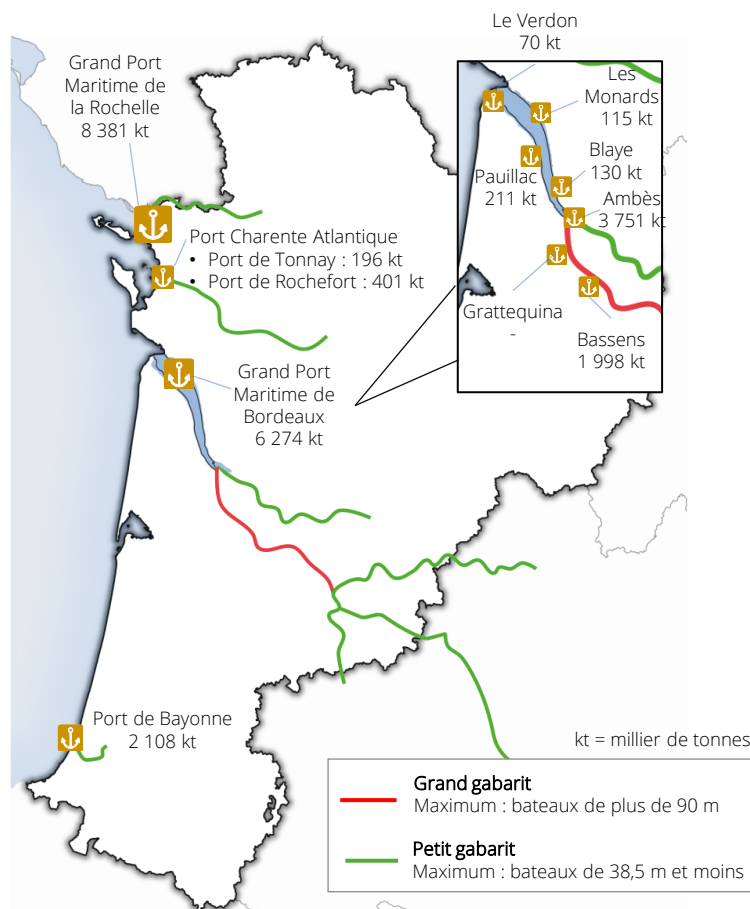 Le Verdon
70 kt
Grand Port
Maritime de
la Rochelle
8 381 kt
Les
Monards
115 kt
Blaye
130 kt
Pauillac
211 kt
Ambès
3 751 kt
Port Charente Atlantique
• Port de Tonnay : 196 kt
• Port de Rochefort : 401 kt
Grattequina
-
Bassens
1 998 kt
Grand Port
Maritime de
Bordeaux
6 274 kt
Port de Bayonne
2 108 kt
kt = millier de tonnes
Grand gabarit
Maximum : bateaux de plus de 90 m
Petit gabarit
Maximum : bateaux de 38,5 m et moins